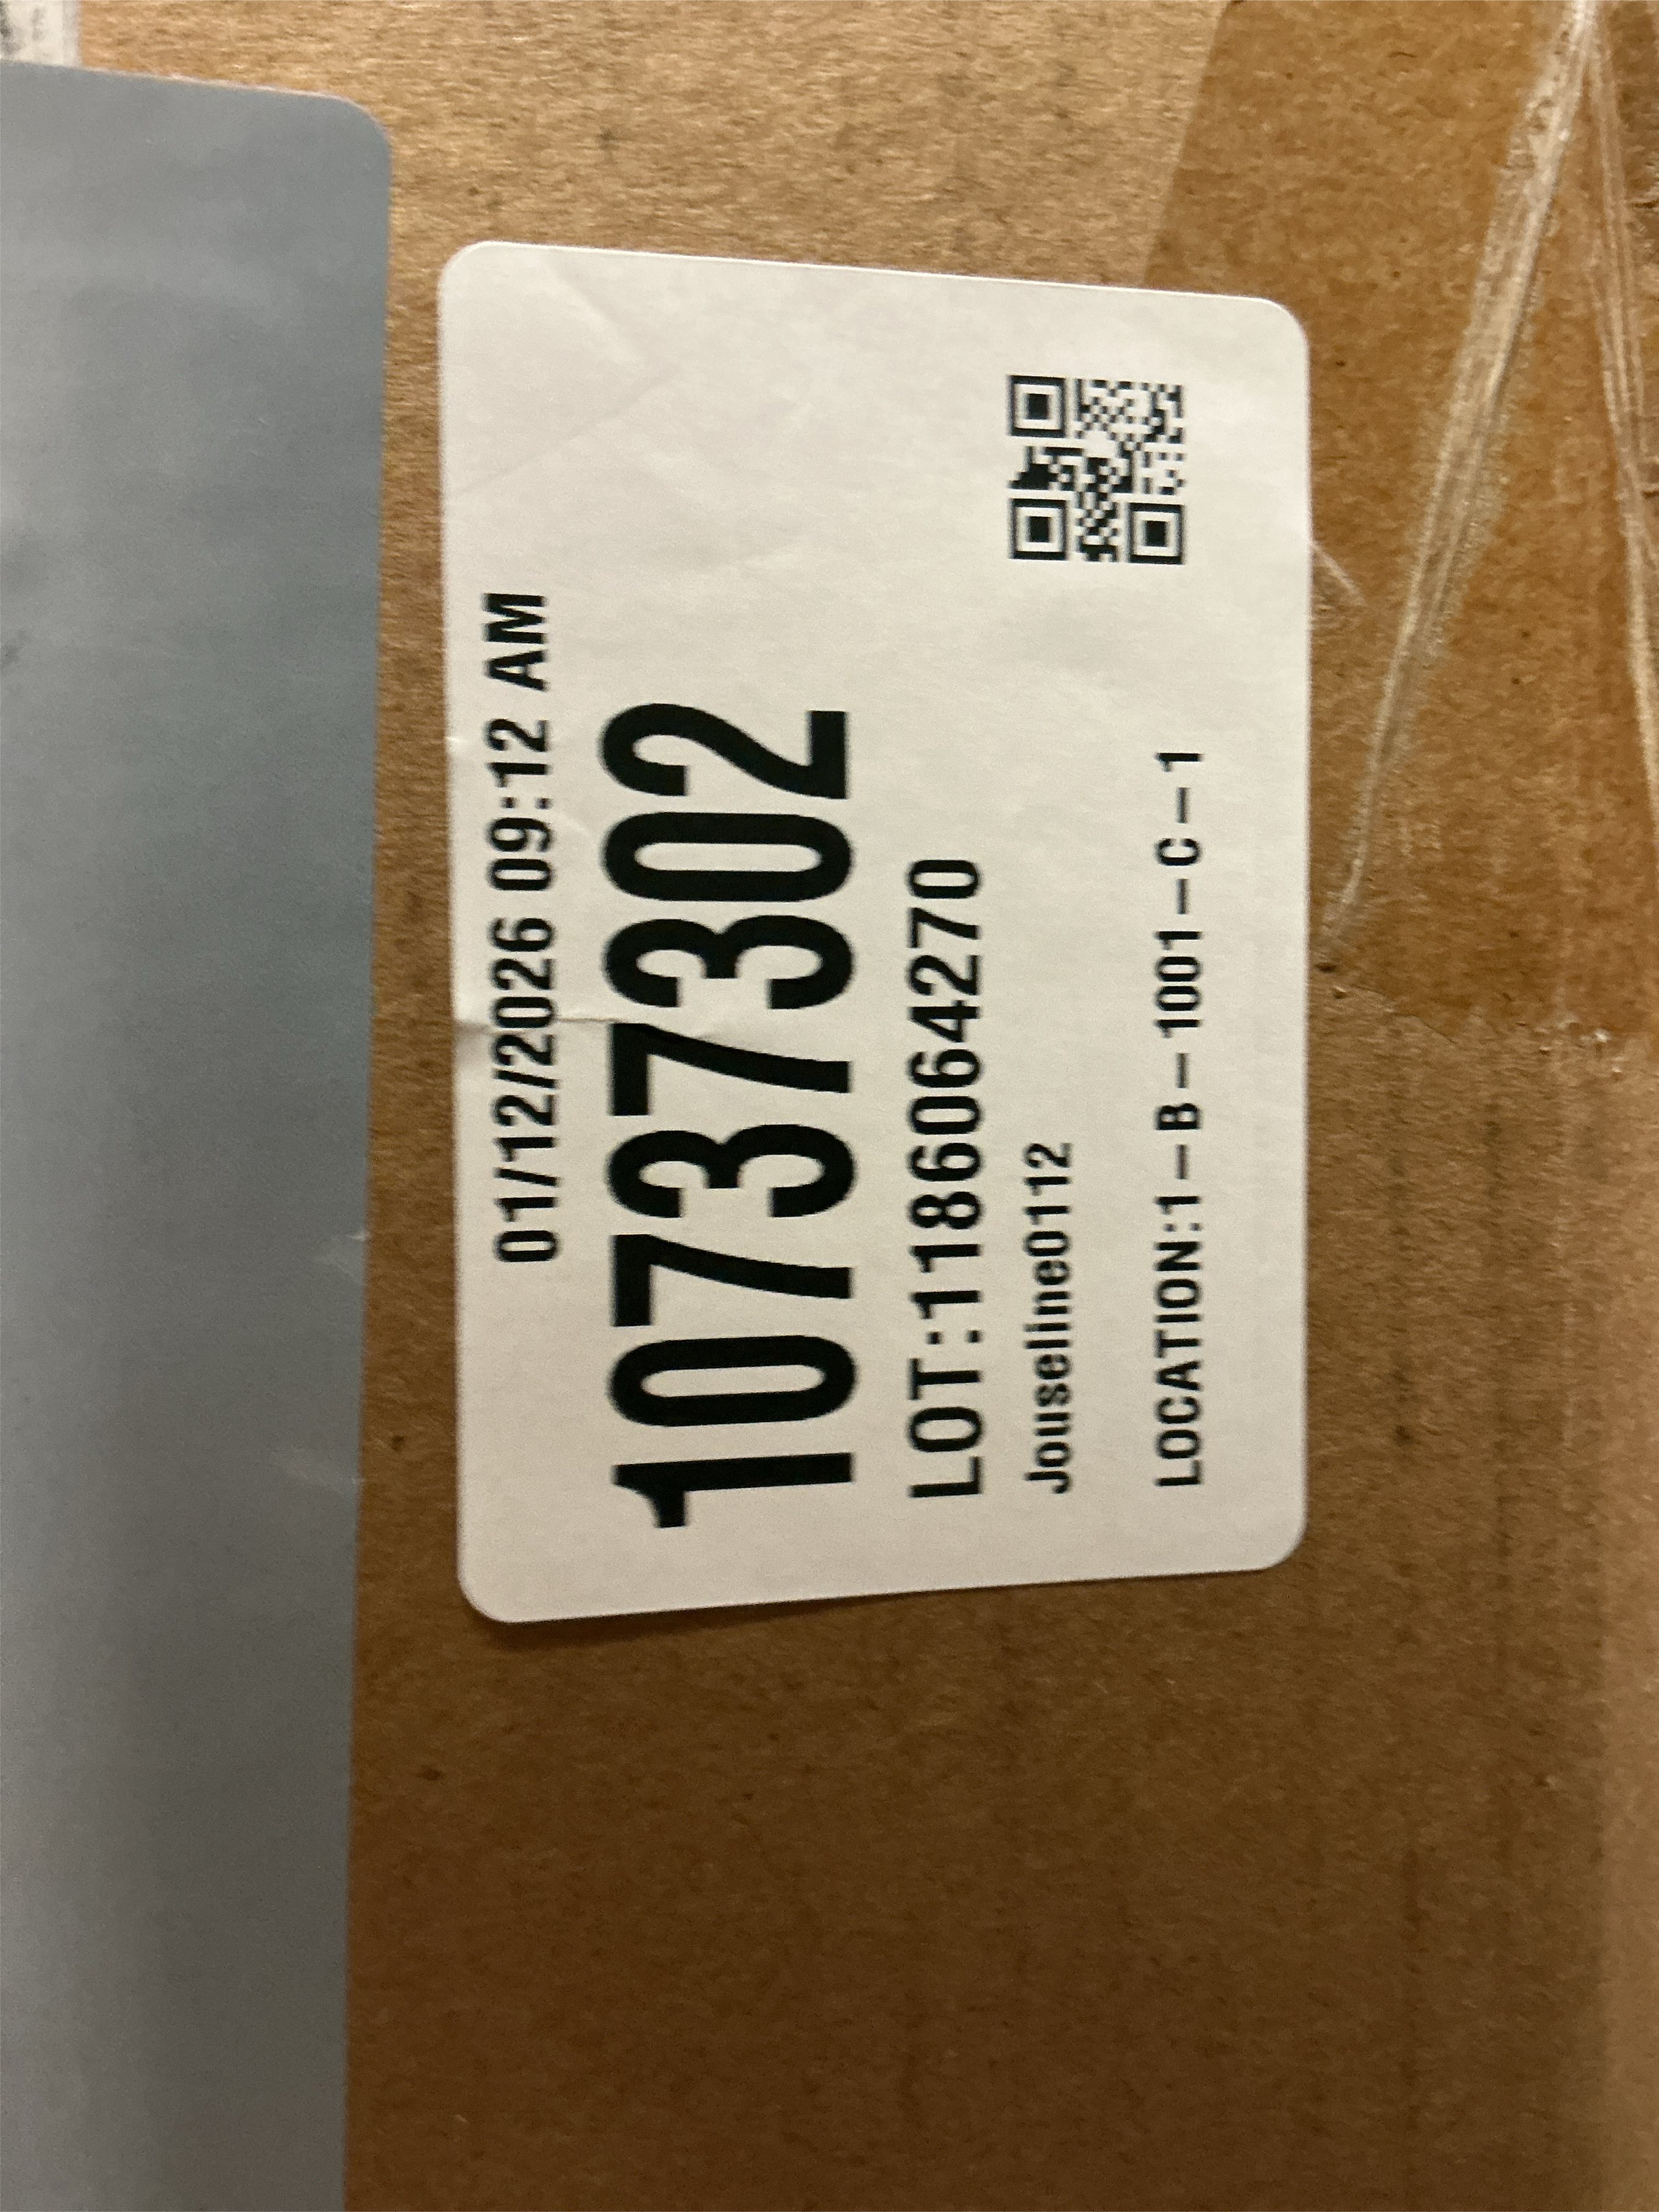 01/12/2026 09:12 AM
10737302
LOT:1186064270
Jouseline0112
LOCATION:1-B-1001-C-1